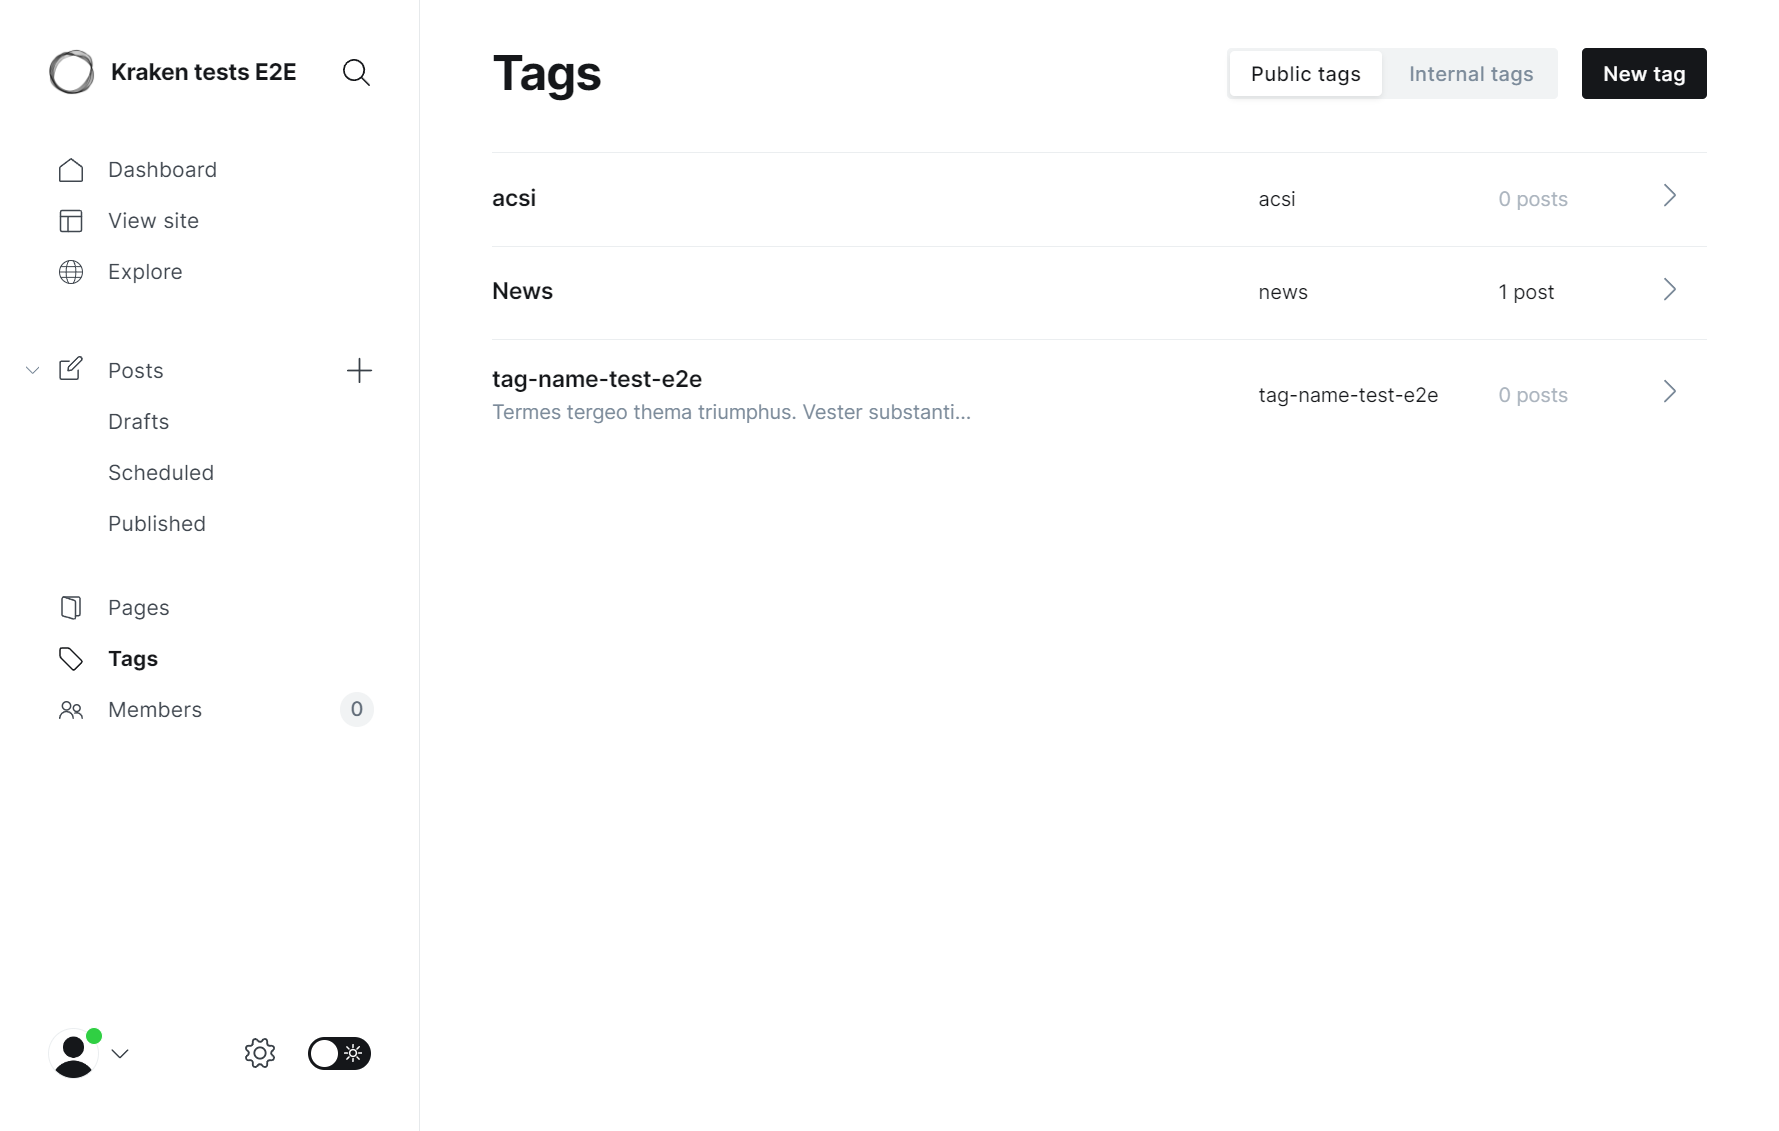 Kraken tests E2E
Dashboard
View site
Explore
Posts
Drafts
Scheduled
Published
Pages
Tags
Members
0
Tags
Public tags
Internal tags
New tag
acsi
acsi
0 posts
News
news
1 post
tag-name-test-e2e
Termes tergeo thema triumphus. Vester substanti...
tag-name-test-e2e
0 posts